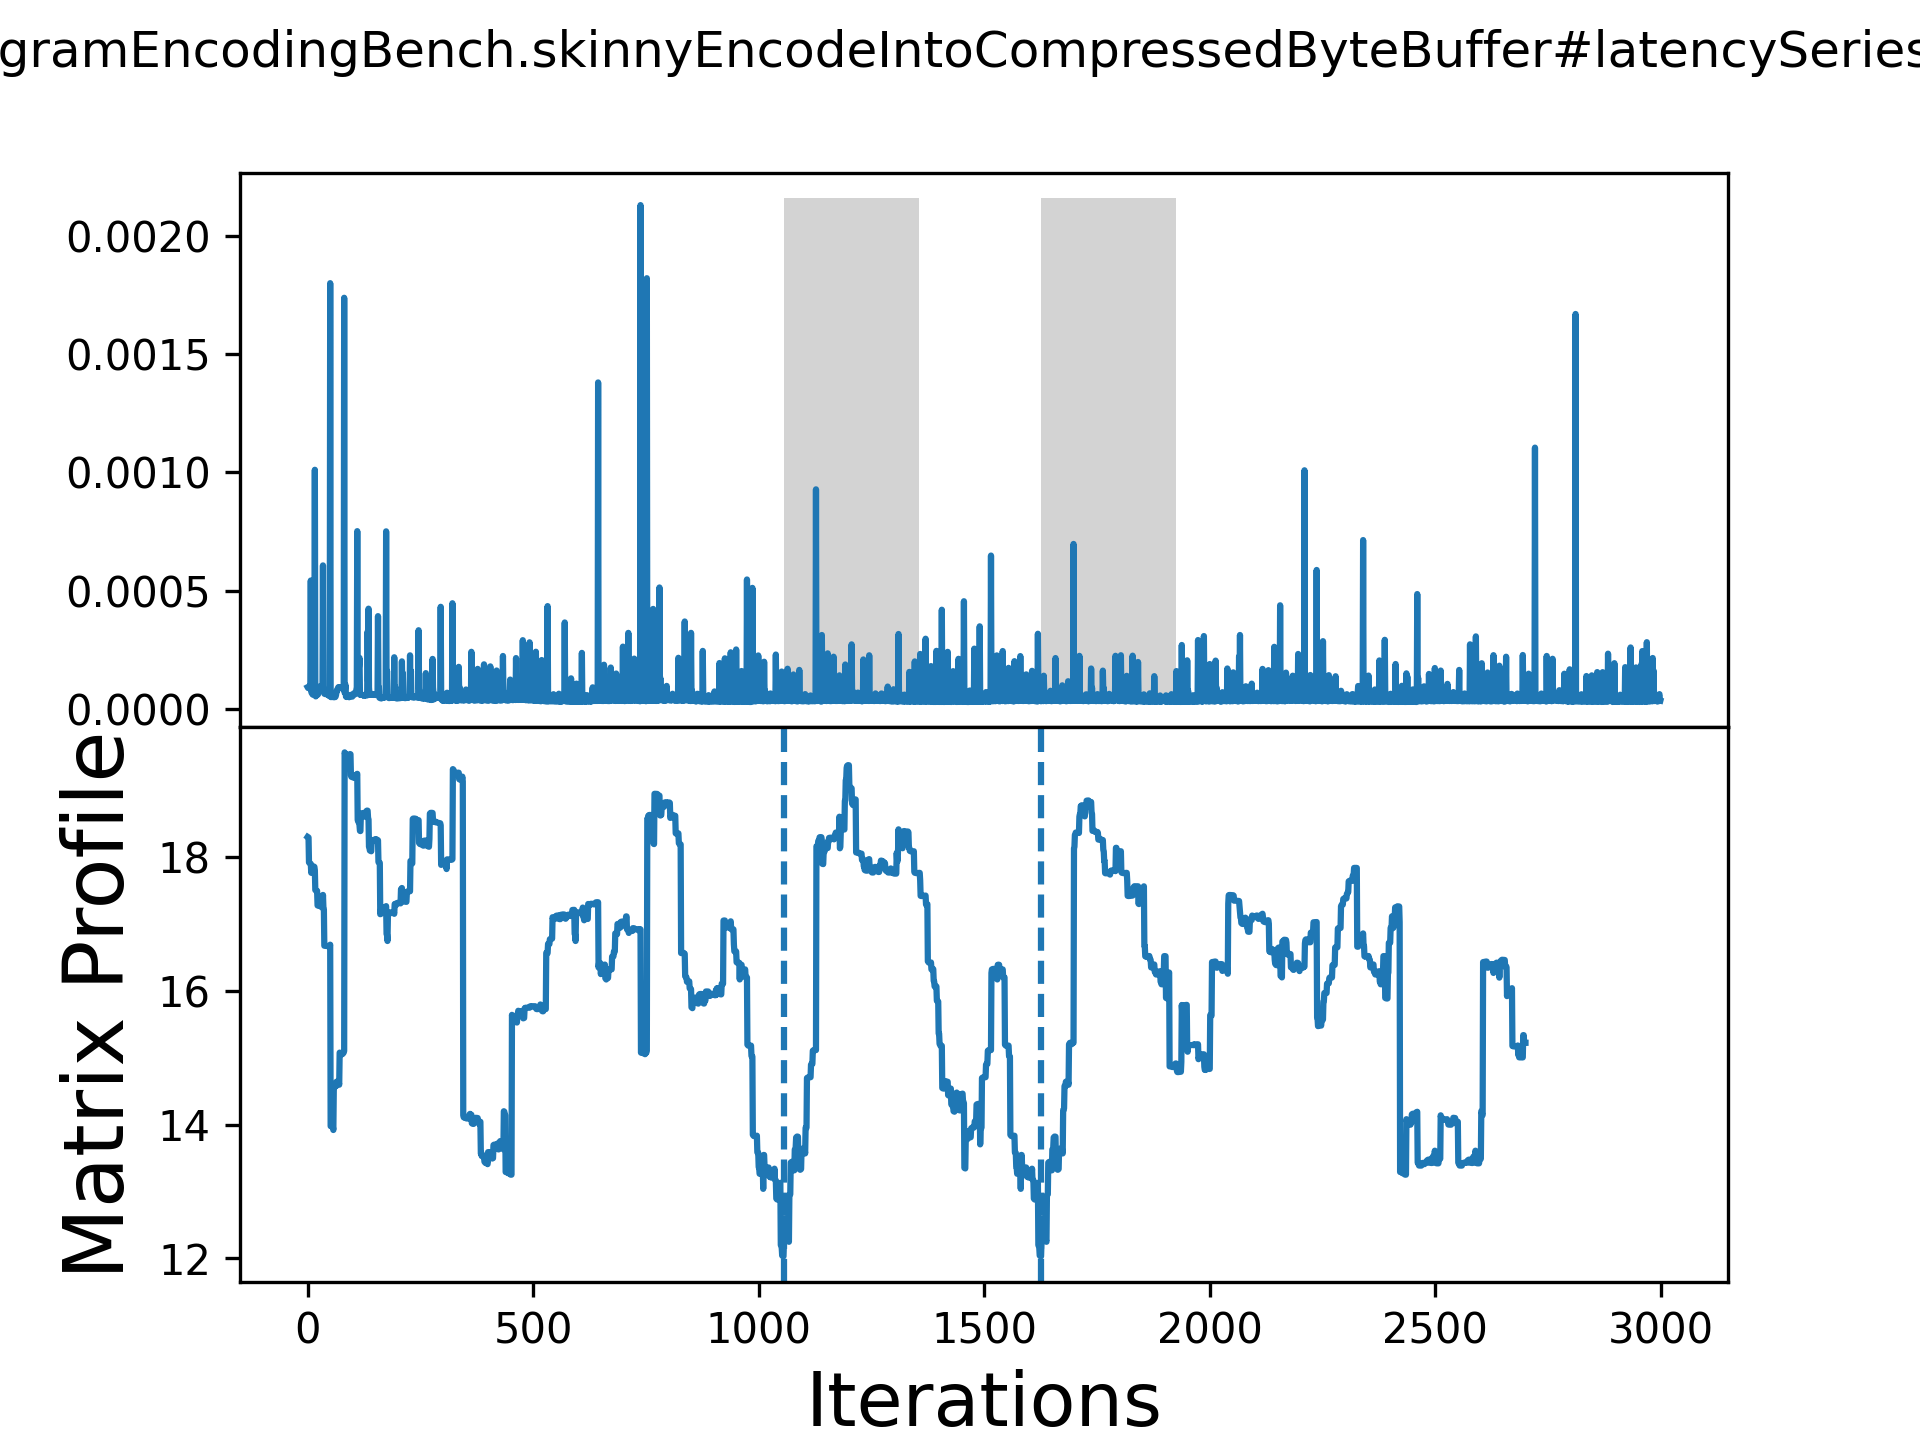 gramEncodingBench.skinnyEncodeIntoCompressedByteBuffer#latencySeries
0.0020
0.0015
0.0010
0.0005
0.0000
Matrix Profile
18
16
14
12
0 500 1000 1500 2000 2500 3000
Iterations